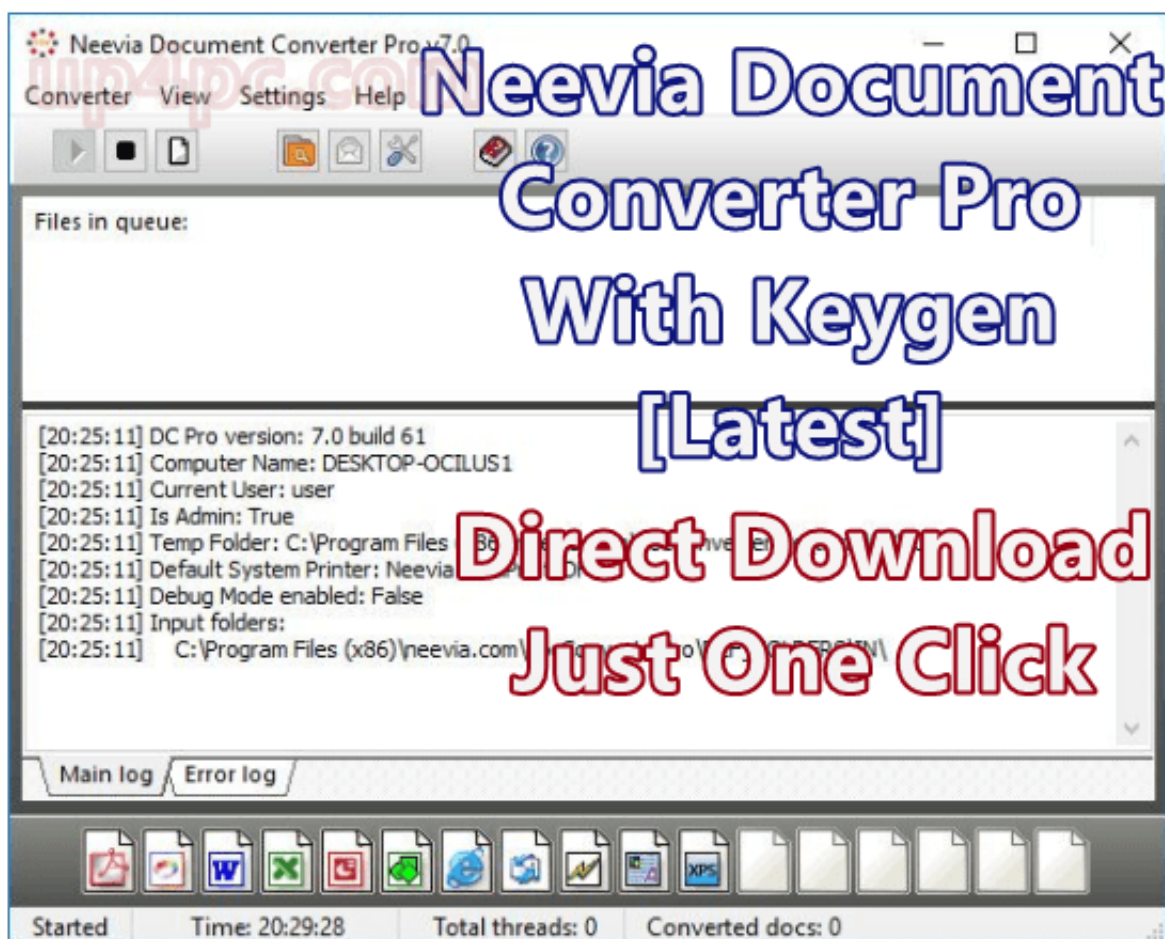 Neevia Document Converter Pro v7.0
up4pc.com
Converter View Settings Help
Neevia Document
Converter Pro
With Keygen
[Latest]
Direct Download
Just One Click
Files in queue:
[20:25:11] DC Pro version: 7.0 build 61
[20:25:11] Computer Name: DESKTOP-OCILUS1
[20:25:11] Current User: user
[20:25:11] Is Admin: True
[20:25:11] Temp Folder: C:\Program Files
[20:25:11] Default System Printer: Neevia
[20:25:11] Debug Mode enabled: False
[20:25:11] Input folders:
[20:25:11] C:\Program Files (x86)\neevia.com\
Main log Error log
W
XPS
Started Time: 20:29:28 Total threads: 0 Converted docs: 0